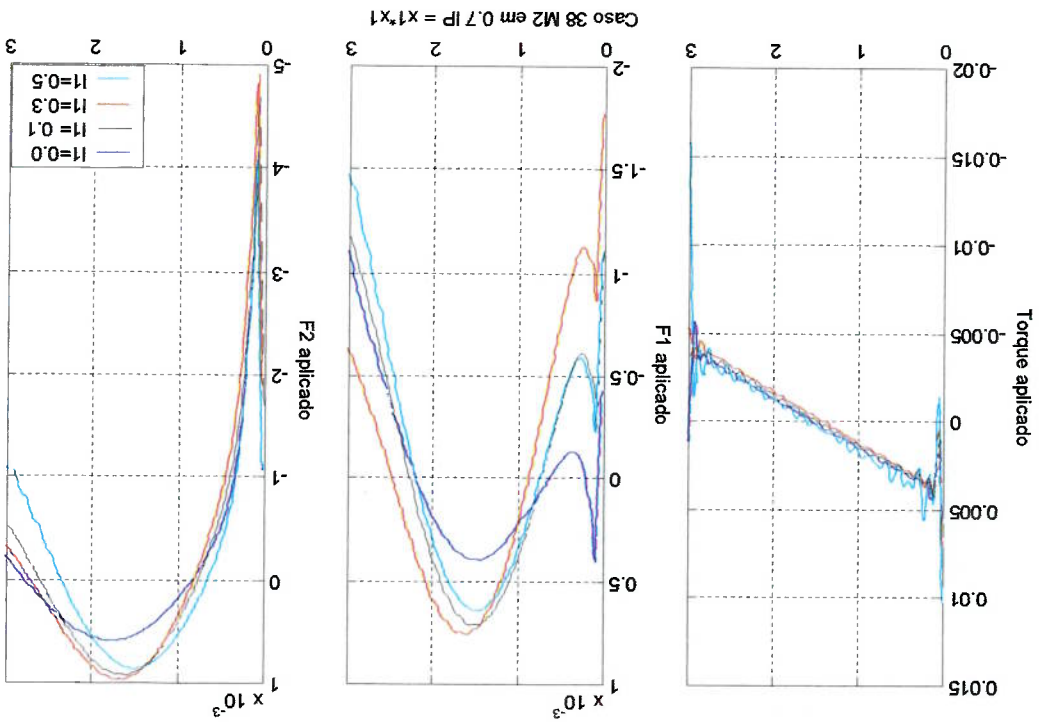 Torque aplicado
0.015
0.01
0.005
0
-0.005
-0.01
-0.015
-0.02
0 1 2 3
F1 aplicado
x 10⁻³
1
0.5
0
-0.5
-1
-1.5
-2
0 1 2 3
Caso 38 M2 em 0.7 IP = x1*x1
F2 aplicado
x 10⁻³
1
0
-1
-2
-3
-4
-5
0 1 2 3
I1=0.0
I1= 0.1
I1=0.3
I1=0.5